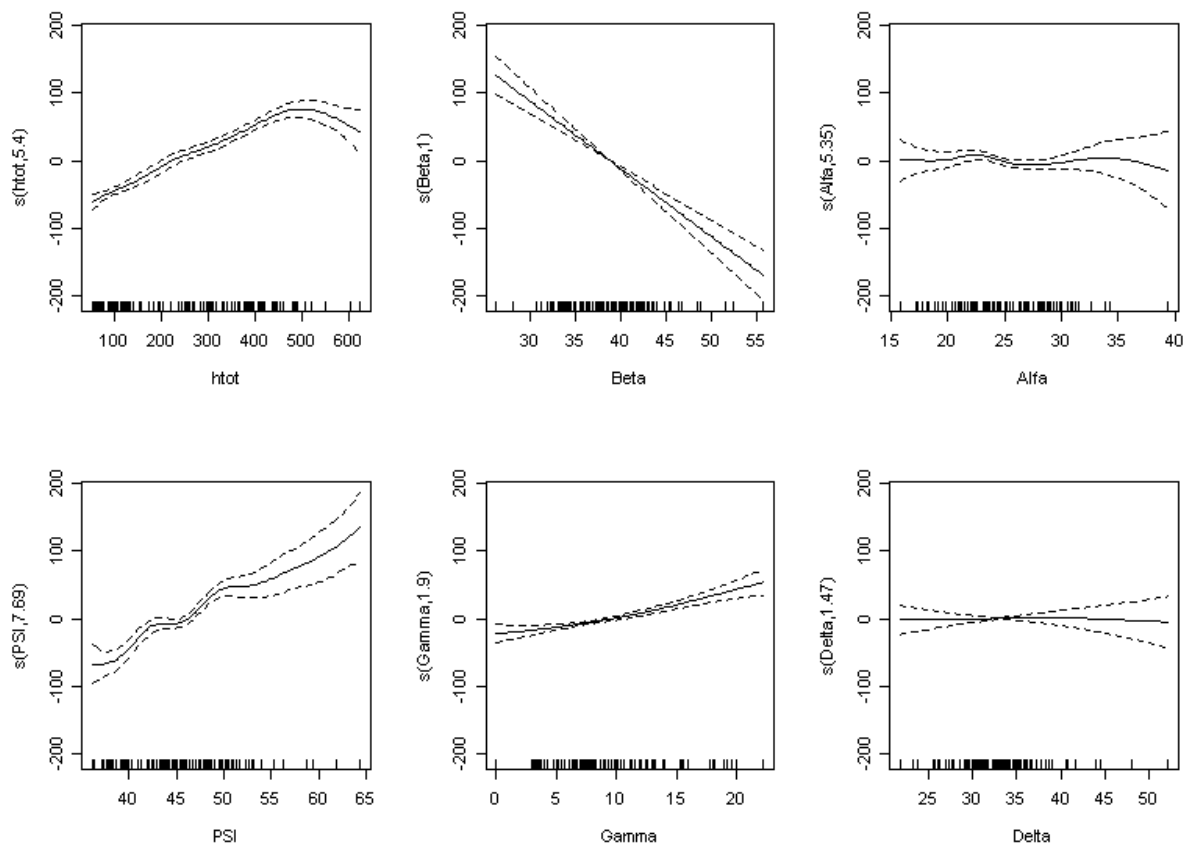 200
100
0
-100
-200
s(htot,5.4)
100 200 300 400 500 600
htot
200
100
0
-100
-200
s(Beta,1)
30 35 40 45 50 55
Beta
200
100
0
-100
-200
s(Alfa,5.35)
15 20 25 30 35 40
Alfa
200
100
0
-100
-200
s(PSI,7.69)
40 45 50 55 60 65
PSI
200
100
0
-100
-200
s(Gamma,1.9)
0 5 10 15 20
Gamma
200
100
0
-100
-200
s(Delta,1.47)
25 30 35 40 45 50
Delta